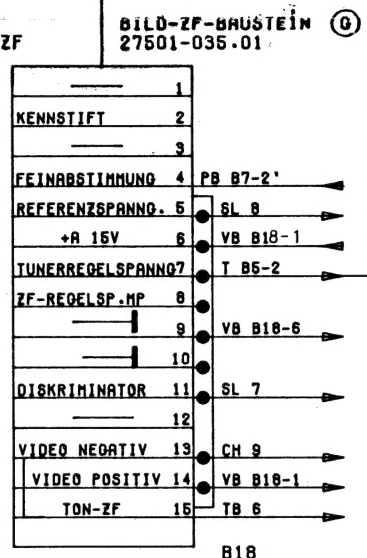 BILD-ZF-BAUSTEIN G
ZF 27501-035.01
1
KENNSTIFT 2
3
FEINABSTIMMUNG 4 PB B7-2'
REFERENZSPANNG. 5 SL 8
+A 15V 6 VB B18-1
TUNERREGELSPANNG7 T B5-2
ZF-REGELSP.MP 8
9 VB B18-6
10
DISKRIMINATOR 11 SL 7
12
VIDEO NEGATIV 13 CH 9
VIDEO POSITIV 14 VB B18-1
TON-ZF 15 TB 6
B18